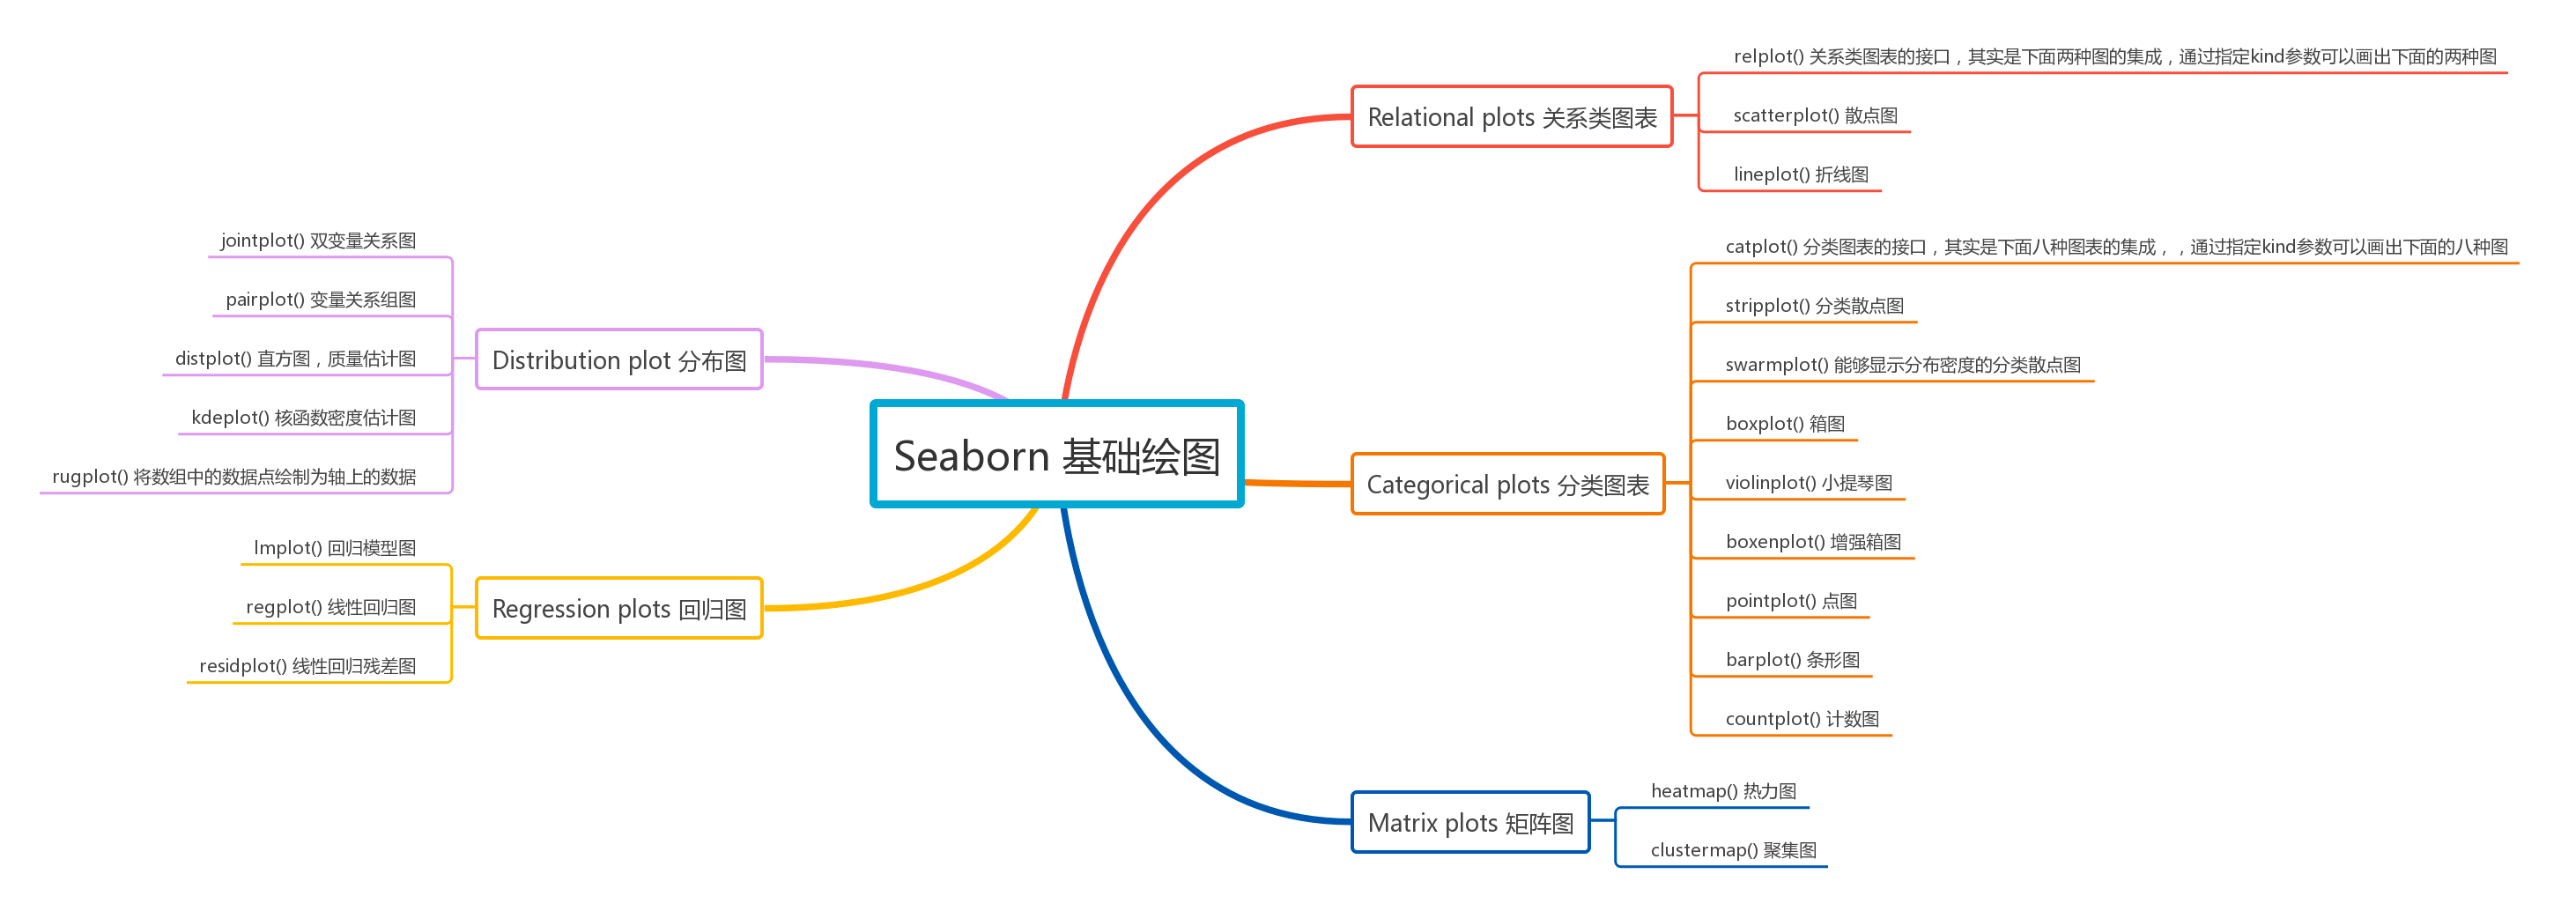 Seaborn 基础绘图
Relational plots 关系类图表
relplot() 关系类图表的接口，其实是下面两种图的集成，通过指定kind参数可以画出下面的两种图
scatterplot() 散点图
lineplot() 折线图
Categorical plots 分类图表
catplot() 分类图表的接口，其实是下面八种图表的集成，，通过指定kind参数可以画出下面的八种图
stripplot() 分类散点图
swarmplot() 能够显示分布密度的分类散点图
boxplot() 箱图
violinplot() 小提琴图
boxenplot() 增强箱图
pointplot() 点图
barplot() 条形图
countplot() 计数图
Matrix plots 矩阵图
heatmap() 热力图
clustermap() 聚集图
Distribution plot 分布图
jointplot() 双变量关系图
pairplot() 变量关系组图
distplot() 直方图，质量估计图
kdeplot() 核函数密度估计图
rugplot() 将数组中的数据点绘制为轴上的数据
Regression plots 回归图
lmplot() 回归模型图
regplot() 线性回归图
residplot() 线性回归残差图